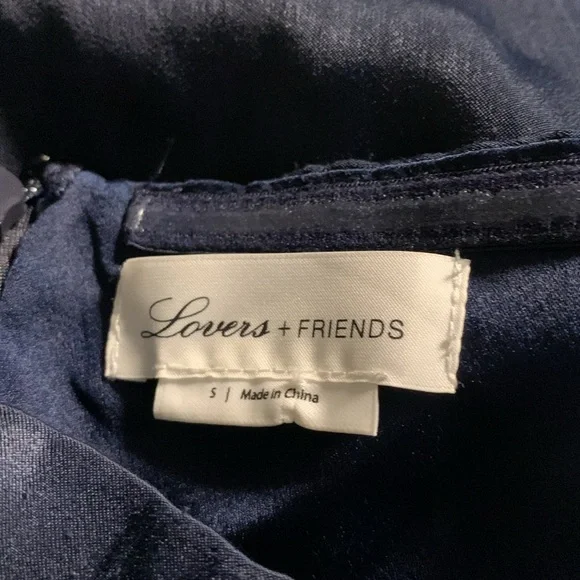 Lovers + FRIENDS
S | Made in China